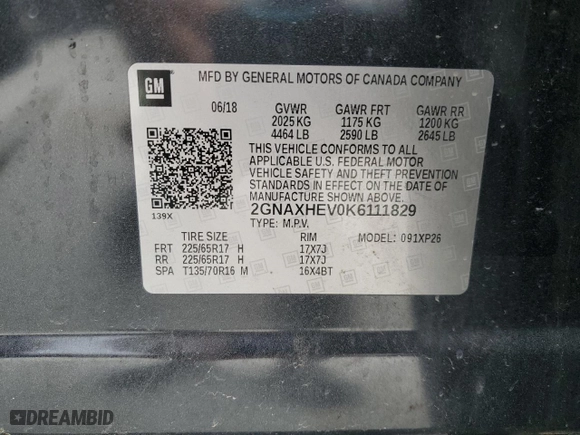 GM
MFD BY GENERAL MOTORS OF CANADA COMPANY
06/18 GVWR GAWR FRT GAWR RR
2025 KG 1175 KG 1200 KG
4464 LB 2590 LB 2645 LB
THIS VEHICLE CONFORMS TO ALL
APPLICABLE U.S. FEDERAL MOTOR
VEHICLE SAFETY AND THEFT PREVENTION
STANDARDS IN EFFECT ON THE DATE OF
MANUFACTURE SHOWN ABOVE.
139X 2GNAXHEV0K6111829
TYPE: M.P.V.
TIRE SIZE RIM MODEL: 091XP26
FRT 225/65R17 H 17X7J
RR 225/65R17 H 17X7J
SPA T135/70R16 M 16X4BT
DREAMBID